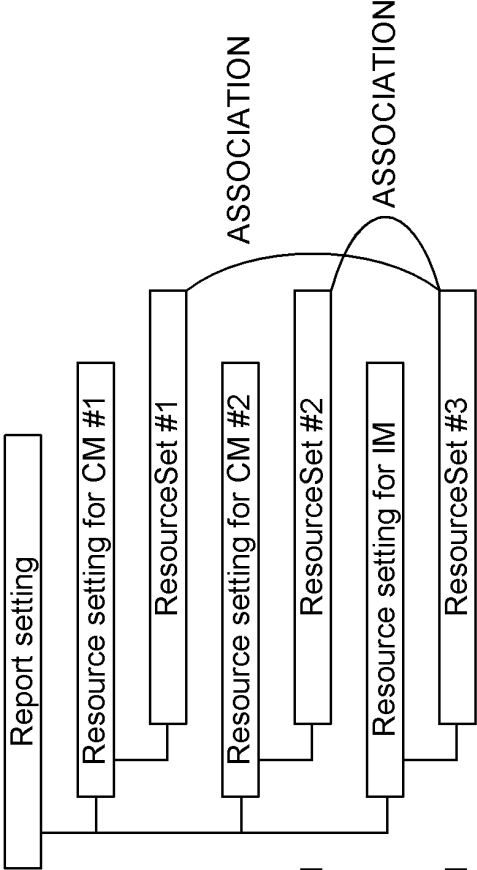 Report setting
Resource setting for CM #1
ResourceSet #1
Resource setting for CM #2
ResourceSet #2
Resource setting for IM
ResourceSet #3
ASSOCIATION
ASSOCIATION